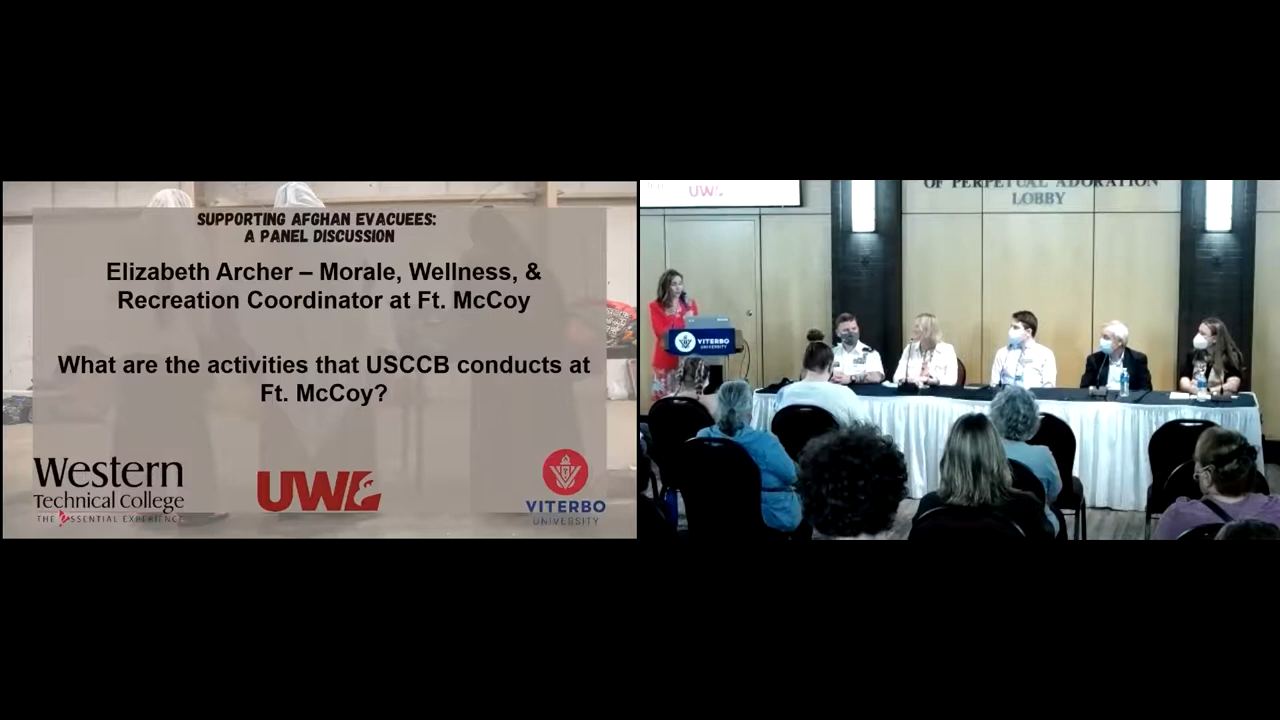 SUPPORTING AFGHAN EVACUEES:
A PANEL DISCUSSION
Elizabeth Archer – Morale, Wellness, &
Recreation Coordinator at Ft. McCoy
What are the activities that USCCB conducts at
Ft. McCoy?
Western
Technical College
THE ESSENTIAL EXPERIENCE
UWL
VITERBO
UNIVERSITY
UWL
OF PERPETUAL ADORATION
LOBBY
VITERBO
UNIVERSITY